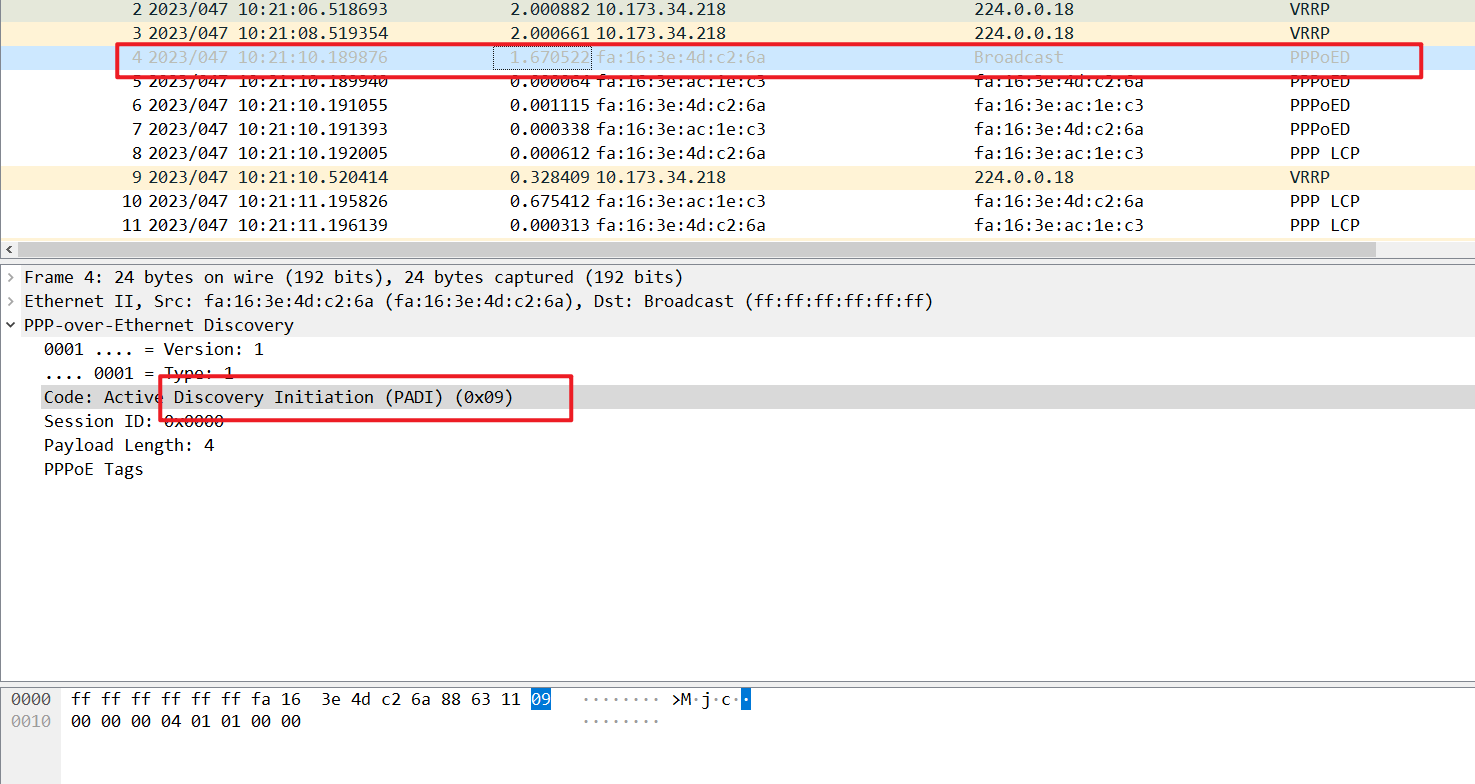 2 2023/047 10:21:06.518693 2.000882 10.173.34.218 224.0.0.18 VRRP
3 2023/047 10:21:08.519354 2.000661 10.173.34.218 224.0.0.18 VRRP
4 2023/047 10:21:10.189876 1.670522 fa:16:3e:4d:c2:6a Broadcast PPPoED
5 2023/047 10:21:10.189940 0.000064 fa:16:3e:ac:1e:c3 fa:16:3e:4d:c2:6a PPPoED
6 2023/047 10:21:10.191055 0.001115 fa:16:3e:4d:c2:6a fa:16:3e:ac:1e:c3 PPPoED
7 2023/047 10:21:10.191393 0.000338 fa:16:3e:ac:1e:c3 fa:16:3e:4d:c2:6a PPPoED
8 2023/047 10:21:10.192005 0.000612 fa:16:3e:4d:c2:6a fa:16:3e:ac:1e:c3 PPP LCP
9 2023/047 10:21:10.520414 0.328409 10.173.34.218 224.0.0.18 VRRP
10 2023/047 10:21:11.195826 0.675412 fa:16:3e:ac:1e:c3 fa:16:3e:4d:c2:6a PPP LCP
11 2023/047 10:21:11.196139 0.000313 fa:16:3e:4d:c2:6a fa:16:3e:ac:1e:c3 PPP LCP
Frame 4: 24 bytes on wire (192 bits), 24 bytes captured (192 bits)
Ethernet II, Src: fa:16:3e:4d:c2:6a (fa:16:3e:4d:c2:6a), Dst: Broadcast (ff:ff:ff:ff:ff:ff)
PPP-over-Ethernet Discovery
0001 .... = Version: 1
.... 0001 = Type: 1
Code: Active Discovery Initiation (PADI) (0x09)
Session ID: 0x0000
Payload Length: 4
PPPoE Tags
0000 ff ff ff ff ff ff fa 16 3e 4d c2 6a 88 63 11 09 ········ >M·j·c··
0010 00 00 00 04 01 01 00 00 ········